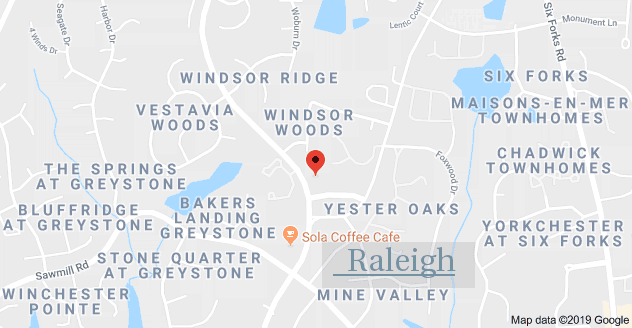 Seagate Dr
Harbor Dr
Woburn Dr
Lemric Ct
Monument Ln
4 Winds Dr
Six Forks Rd
WINDSOR RIDGE
SIX FORKS
VESTAVIA
WOODS
WINDSOR
WOODS
MAISONS-EN-MER
TOWNHOMES
Foxwood Dr
CHADWICK
TOWNHOMES
THE SPRINGS
AT GREYSTONE
BAKERS
LANDING
GREYSTONE
YESTER OAKS
BLUFFRIDGE
AT GREYSTONE
YORKCHESTER
AT SIX FORKS
Sola Coffee Cafe
STONE QUARTER
AT GREYSTONE
Raleigh
Sawmill Rd
WINCHESTER
POINTE
MINE VALLEY
Map data ©2019 Google